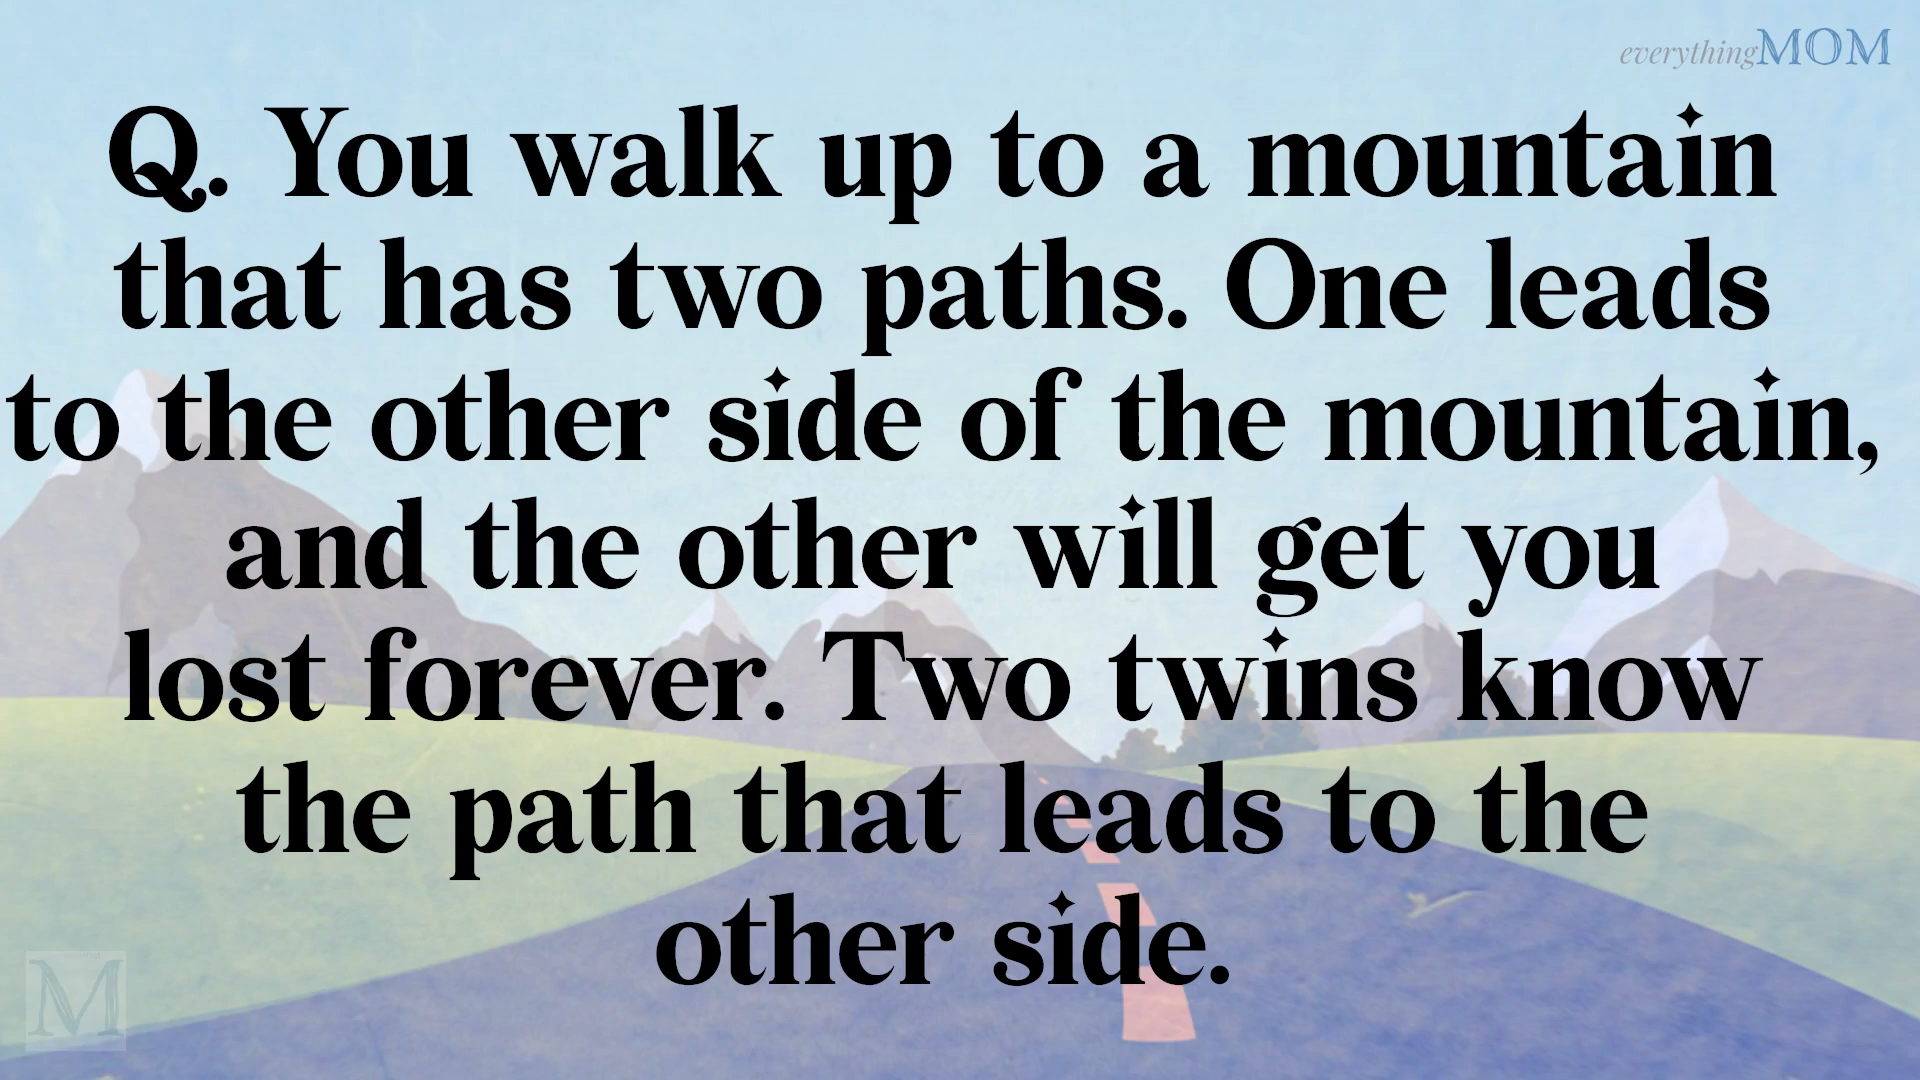 everythingMOM
Q. You walk up to a mountain
that has two paths. One leads
to the other side of the mountain,
and the other will get you
lost forever. Two twins know
the path that leads to the
other side.
M